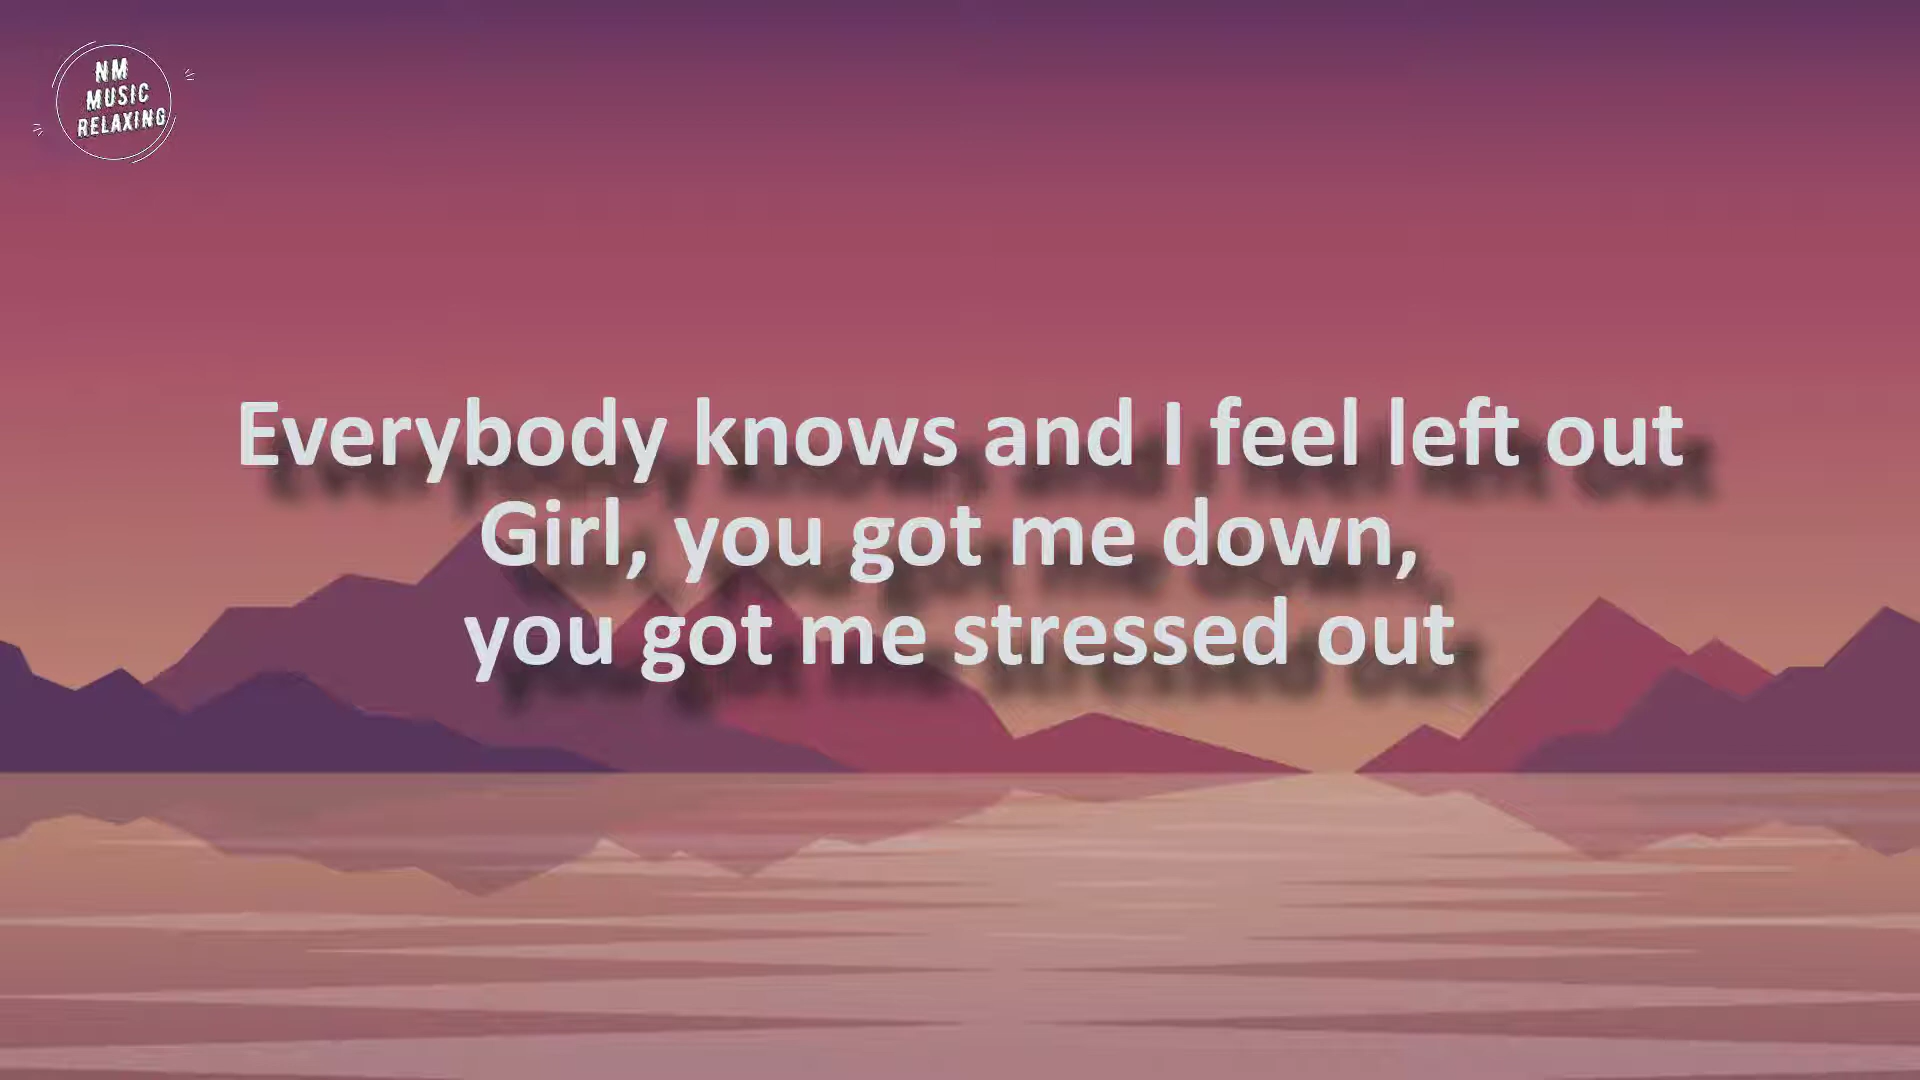 NM
MUSIC
RELAXING
Everybody knows and I feel left out
Girl, you got me down,
you got me stressed out